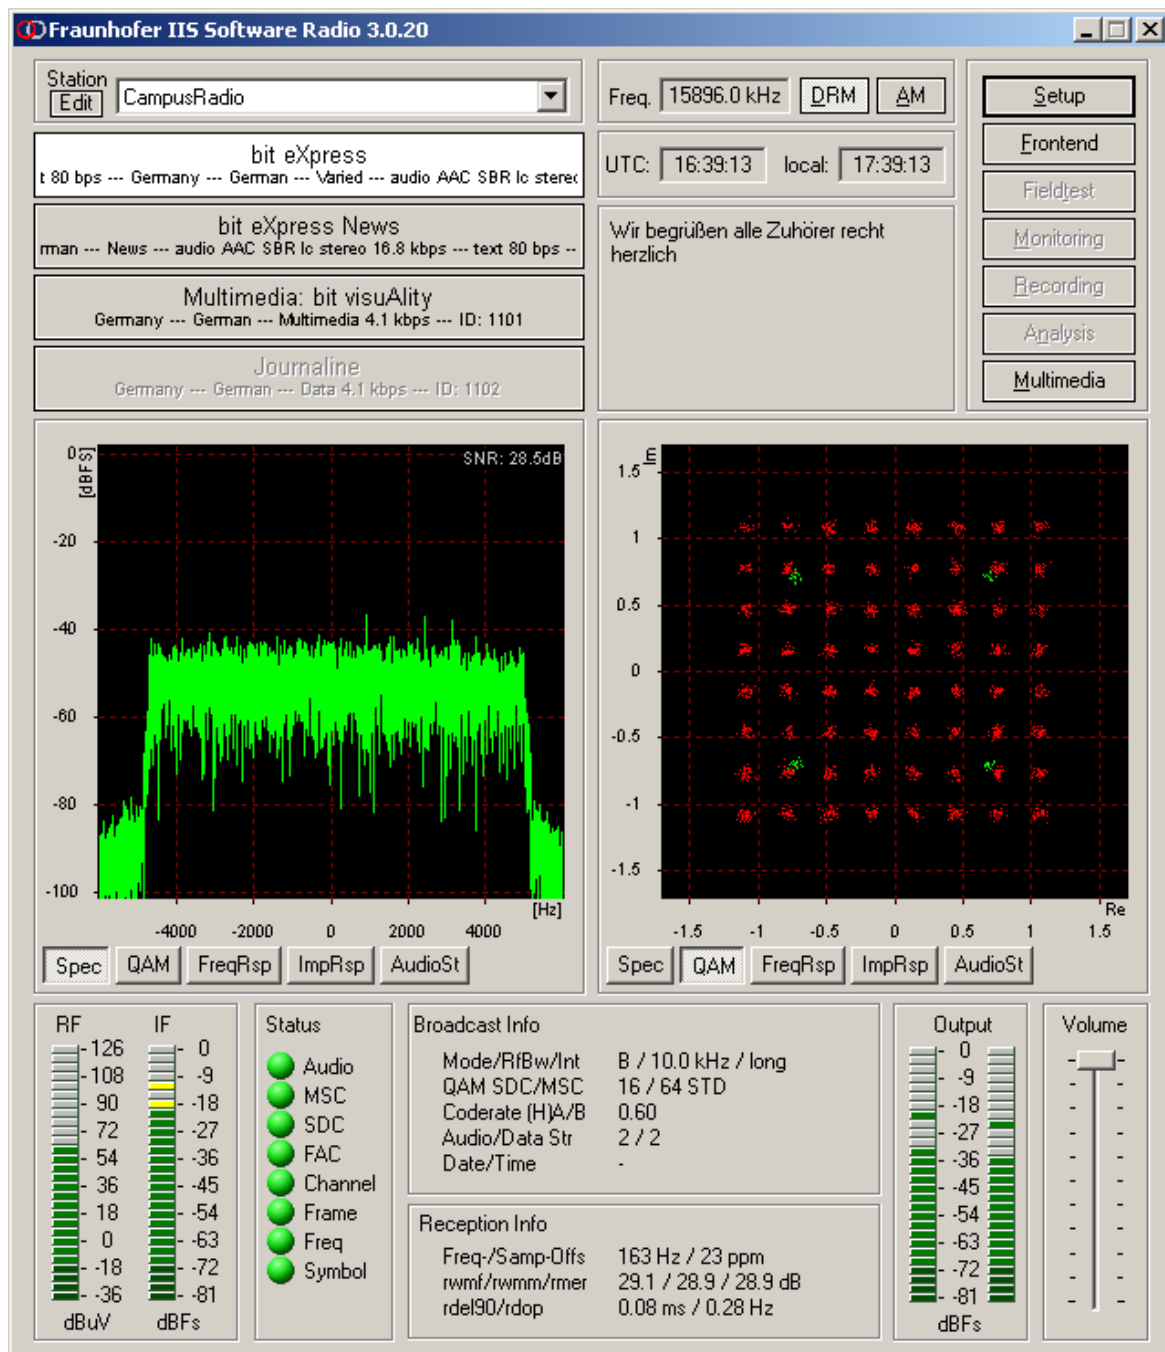 Fraunhofer IIS Software Radio 3.0.20
Station
Edit
CampusRadio
Freq. 15896.0 kHz DRM AM
UTC: 16:39:13 local: 17:39:13
Setup
Frontend
Fieldtest
Monitoring
Recording
Analysis
Multimedia
bit eXpress
t 80 bps --- Germany --- German --- Varied --- audio AAC SBR lc stereo
bit eXpress News
rman --- News --- audio AAC SBR lc stereo 16.8 kbps --- text 80 bps --
Multimedia: bit visuAlity
Germany --- German --- Multimedia 4.1 kbps --- ID: 1101
Journaline
Germany --- German --- Data 4.1 kbps --- ID: 1102
Wir begrüßen alle Zuhörer recht
herzlich
[dBFS]
SNR: 28.5dB
0
-20
-40
-60
-80
-100
[Hz]
-4000 -2000 0 2000 4000
Spec QAM FreqRsp ImpRsp AudioSt
Im
1.5
1
0.5
0
-0.5
-1
-1.5
Re
-1.5 -1 -0.5 0 0.5 1 1.5
Spec QAM FreqRsp ImpRsp AudioSt
RF
126
108
90
72
54
36
18
0
-18
-36
dBuV
IF
0
-9
-18
-27
-36
-45
-54
-63
-72
-81
dBFs
Status
Audio
MSC
SDC
FAC
Channel
Frame
Freq
Symbol
Broadcast Info
Mode/RfBw/Int B / 10.0 kHz / long
QAM SDC/MSC 16 / 64 STD
Coderate (H)A/B 0.60
Audio/Data Str 2 / 2
Date/Time -
Reception Info
Freq-/Samp-Offs 163 Hz / 23 ppm
rwmf/rwmm/rmer 29.1 / 28.9 / 28.9 dB
rdel90/rdop 0.08 ms / 0.28 Hz
Output
0
-9
-18
-27
-36
-45
-54
-63
-72
-81
dBFs
Volume